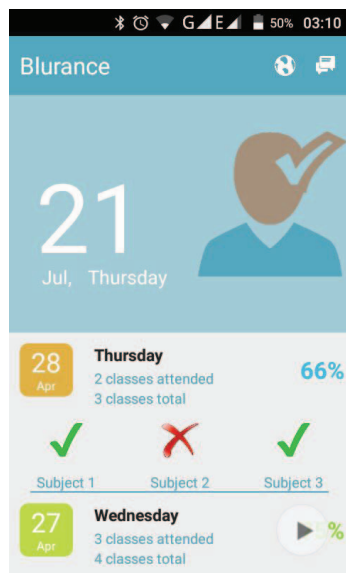 G E 50% 03:10
Blurance
21
Jul, Thursday
28
Apr
Thursday
2 classes attended
3 classes total
66%
Subject 1 Subject 2 Subject 3
27
Apr
Wednesday
3 classes attended
4 classes total
%